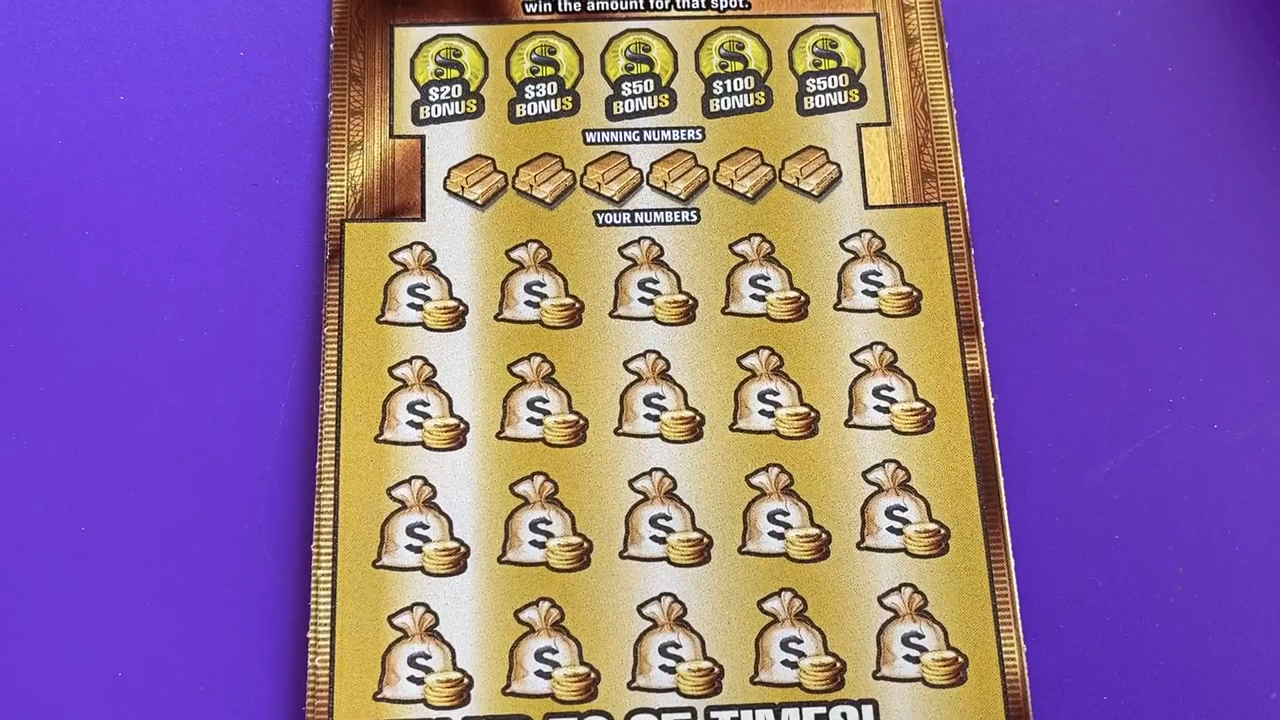 win the amount for that spot.
$20 BONUS
$30 BONUS
$50 BONUS
$100 BONUS
$500 BONUS
WINNING NUMBERS
YOUR NUMBERS
$ $ $ $ $
$ $ $ $ $
$ $ $ $ $
$ $ $ $ $
TIMES!